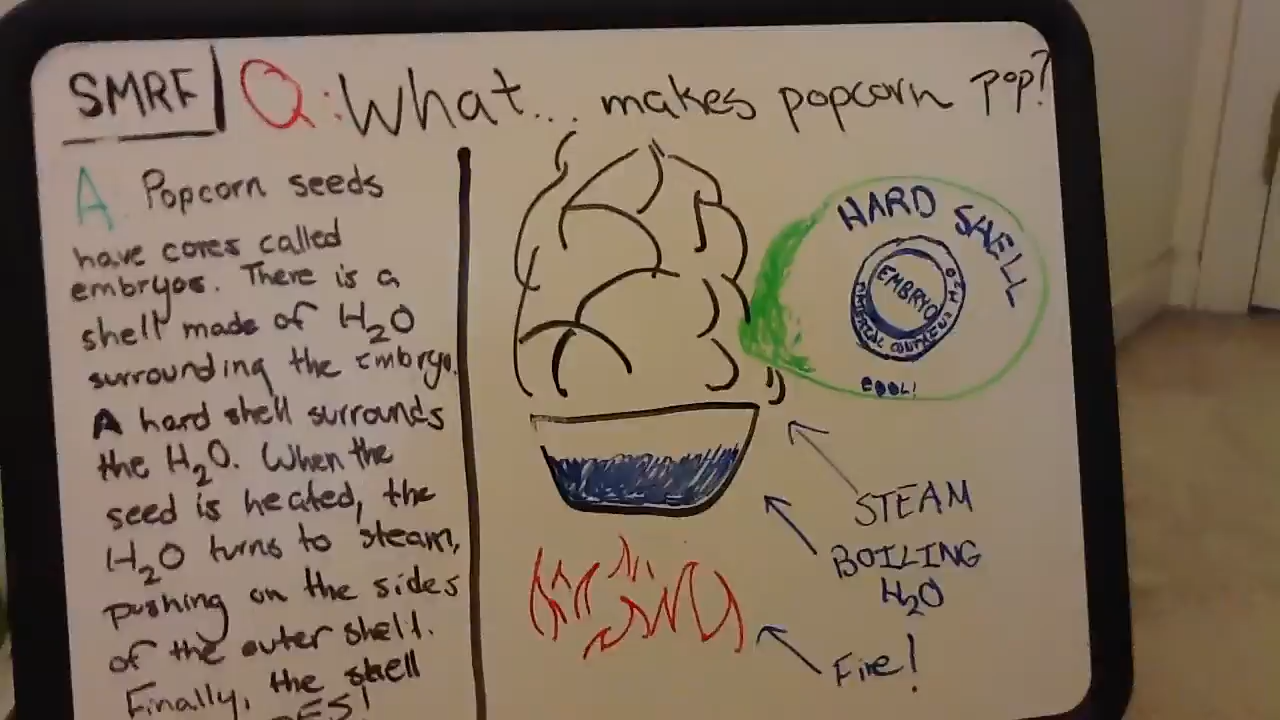 SMRF
Q: What... makes popcorn pop?
A. Popcorn seeds
have cores called
embryos. There is a
shell made of H₂O
surrounding the embryo.
A hard shell surrounds
the H₂O. When the
seed is heated, the
H₂O turns to steam,
pushing on the sides
of the outer shell.
Finally, the shell
HARD SHELL
EMBRYO
H₂O
COOL!
STEAM
BOILING
H₂O
Fire!